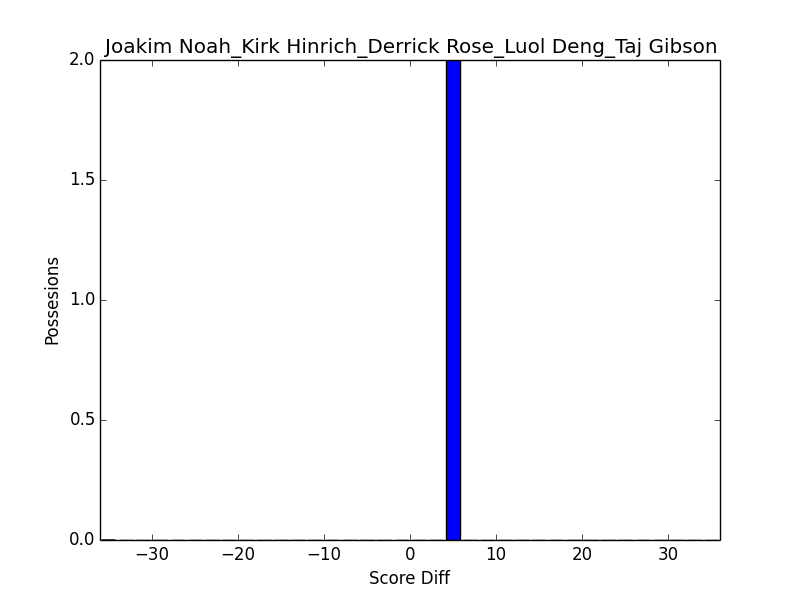 Joakim Noah_Kirk Hinrich_Derrick Rose_Luol Deng_Taj Gibson
2.0
1.5
1.0
0.5
0.0
Possesions
−30 −20 −10 0 10 20 30
Score Diff